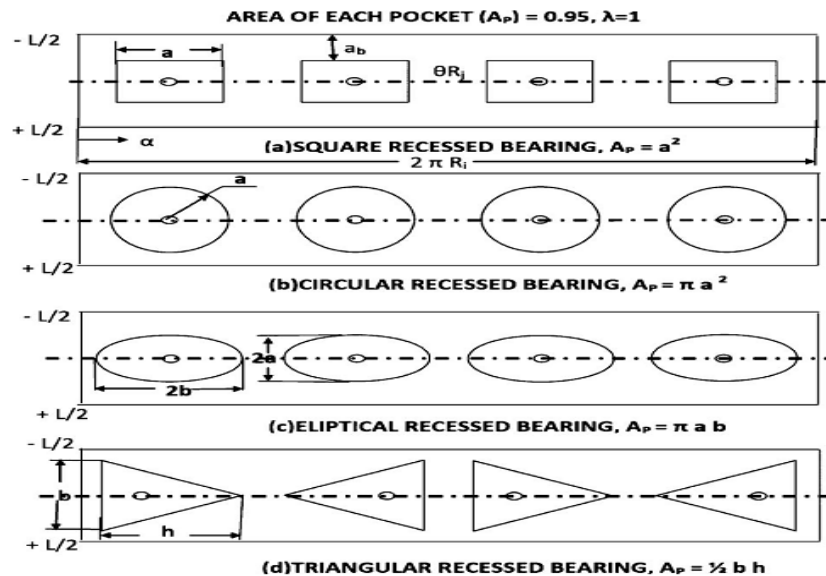 AREA OF EACH POCKET (Aₚ) = 0.95, λ=1
- L/2
a
a_b
θR_j
+ L/2
α
(a)SQUARE RECESSED BEARING, Aₚ = a²
2 π R_j
- L/2
a
+ L/2
(b)CIRCULAR RECESSED BEARING, Aₚ = π a ²
- L/2
2a
2b
+ L/2
(c)ELIPTICAL RECESSED BEARING, Aₚ = π a b
- L/2
b
h
+ L/2
(d)TRIANGULAR RECESSED BEARING, Aₚ = ½ b h